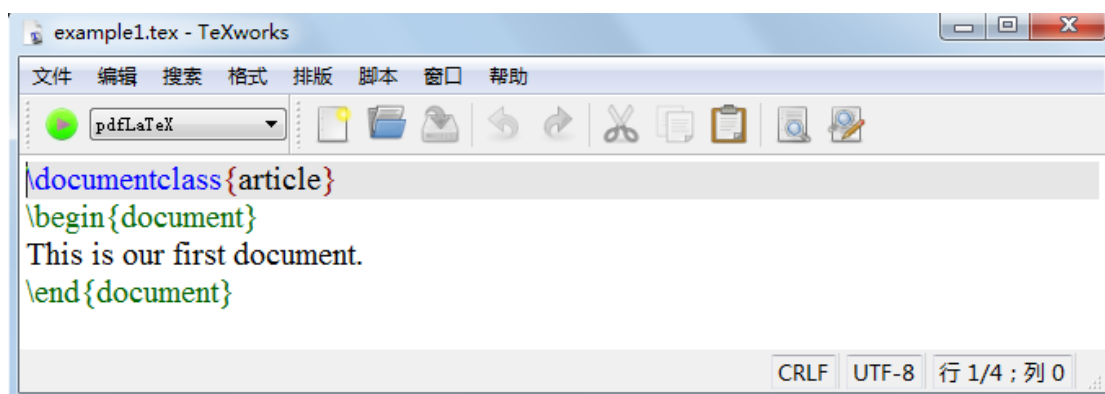 example1.tex - TeXworks
文件 编辑 搜索 格式 排版 脚本 窗口 帮助
pdfLaTeX
\documentclass{article}
\begin{document}
This is our first document.
\end{document}
CRLF UTF-8 行 1/4 ; 列 0